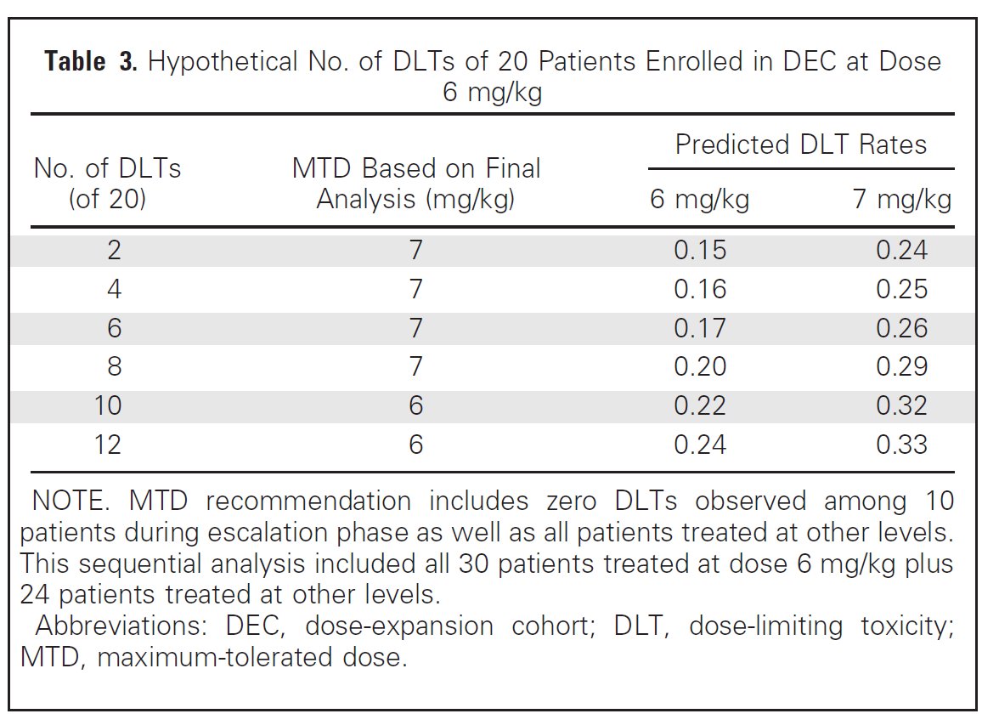 Table 3. Hypothetical No. of DLTs of 20 Patients Enrolled in DEC at Dose
6 mg/kg
Predicted DLT Rates
No. of DLTs MTD Based on Final
(of 20) Analysis (mg/kg) 6 mg/kg 7 mg/kg
2 7 0.15 0.24
4 7 0.16 0.25
6 7 0.17 0.26
8 7 0.20 0.29
10 6 0.22 0.32
12 6 0.24 0.33
NOTE. MTD recommendation includes zero DLTs observed among 10
patients during escalation phase as well as all patients treated at other levels.
This sequential analysis included all 30 patients treated at dose 6 mg/kg plus
24 patients treated at other levels.
Abbreviations: DEC, dose-expansion cohort; DLT, dose-limiting toxicity;
MTD, maximum-tolerated dose.